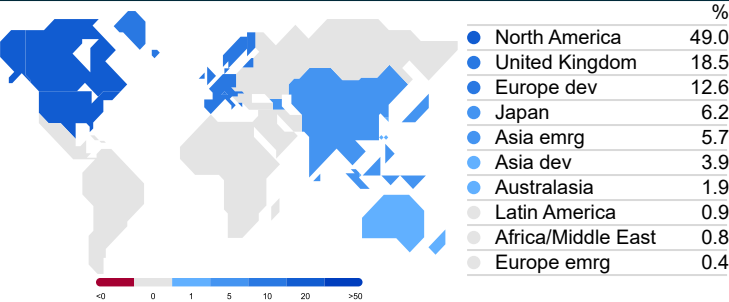 %
North America 49.0
United Kingdom 18.5
Europe dev 12.6
Japan 6.2
Asia emrg 5.7
Asia dev 3.9
Australasia 1.9
Latin America 0.9
Africa/Middle East 0.8
Europe emrg 0.4
<0 0 1 5 10 20 >50